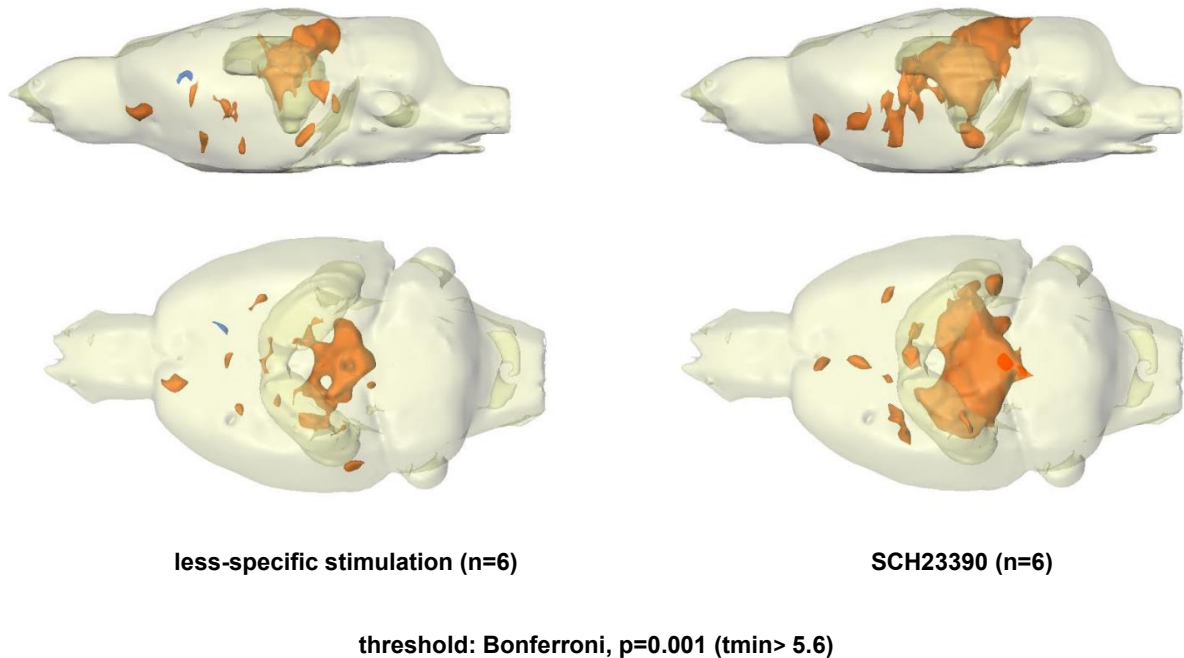 less-specific stimulation (n=6)
SCH23390 (n=6)
threshold: Bonferroni, p=0.001 (tmin> 5.6)